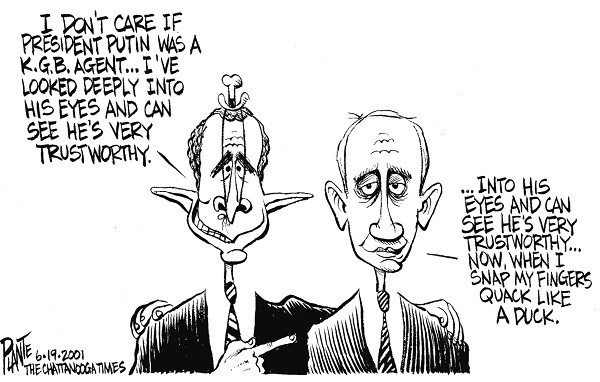 I DON'T CARE IF
PRESIDENT PUTIN WAS A
K.G.B. AGENT... I'VE
LOOKED DEEPLY INTO
HIS EYES AND CAN
SEE HE'S VERY
TRUSTWORTHY.
... INTO HIS
EYES AND CAN
SEE HE'S VERY
TRUSTWORTHY...
NOW, WHEN I
SNAP MY FINGERS
QUACK LIKE
A DUCK.
PLANTE
6-19-2001
THE CHATTANOOGA TIMES